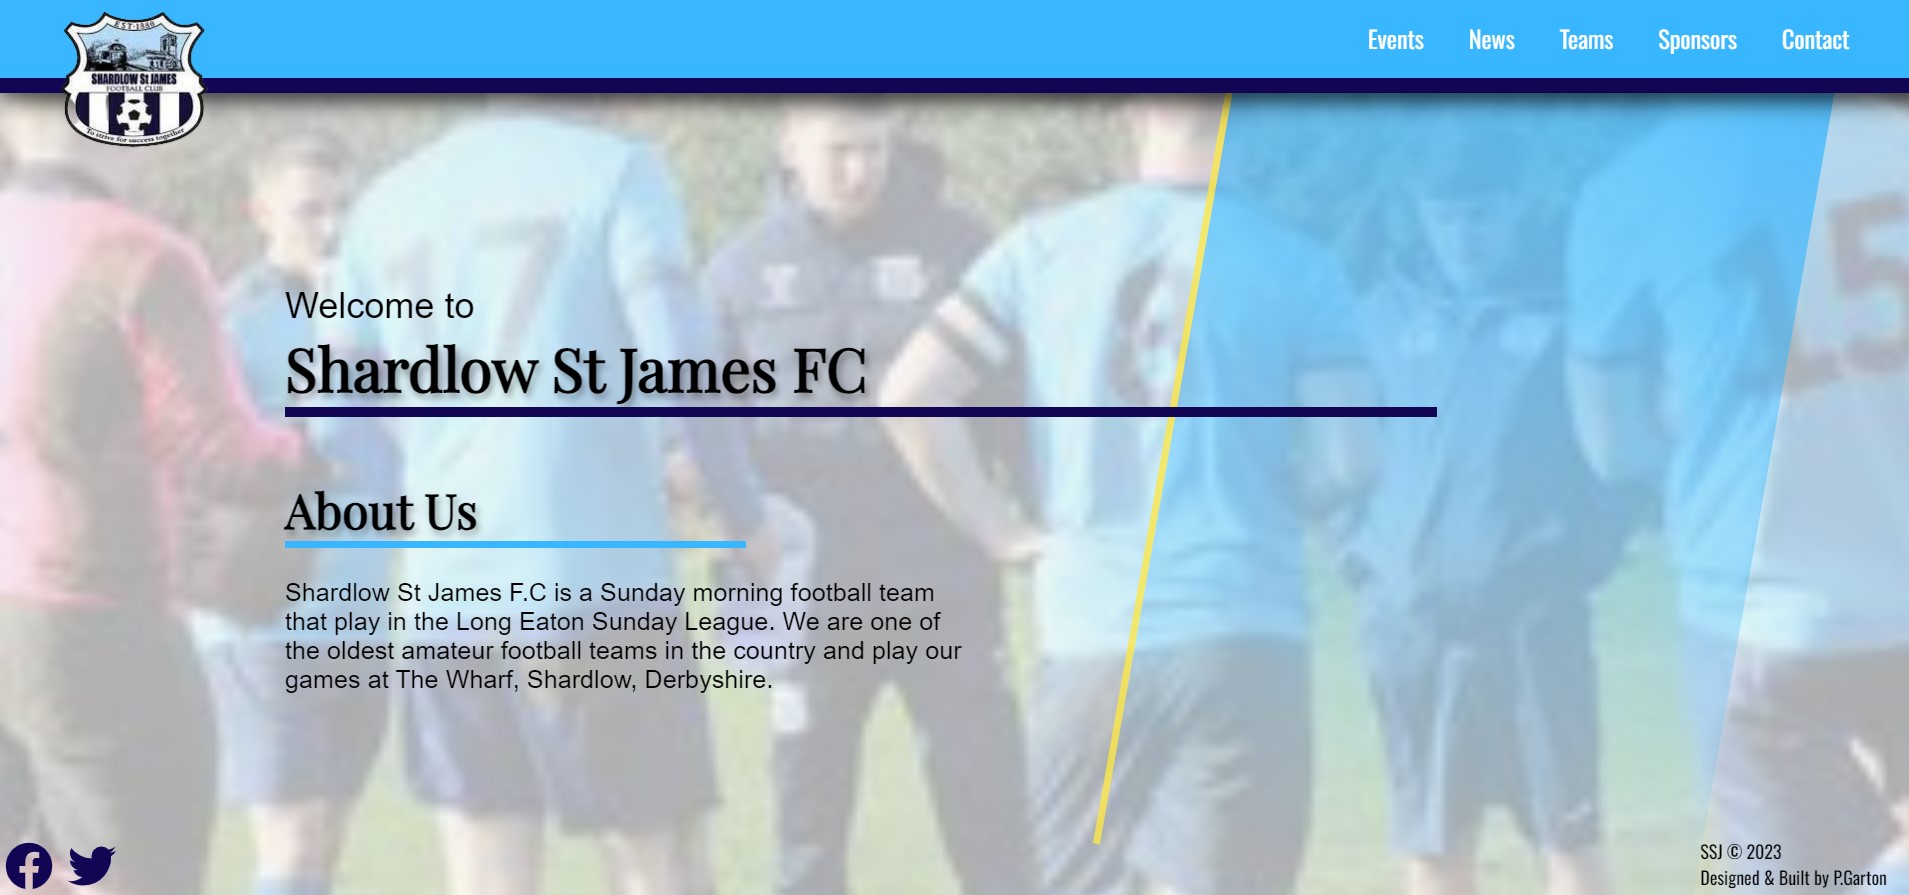 EST-1880
SHARDLOW St JAMES
FOOTBALL CLUB
To strive for success together
Events
News
Teams
Sponsors
Contact
7
5
Welcome to
Shardlow St James FC
About Us
Shardlow St James F.C is a Sunday morning football team
that play in the Long Eaton Sunday League. We are one of
the oldest amateur football teams in the country and play our
games at The Wharf, Shardlow, Derbyshire.
SSJ © 2023
Designed & Built by P.Garton